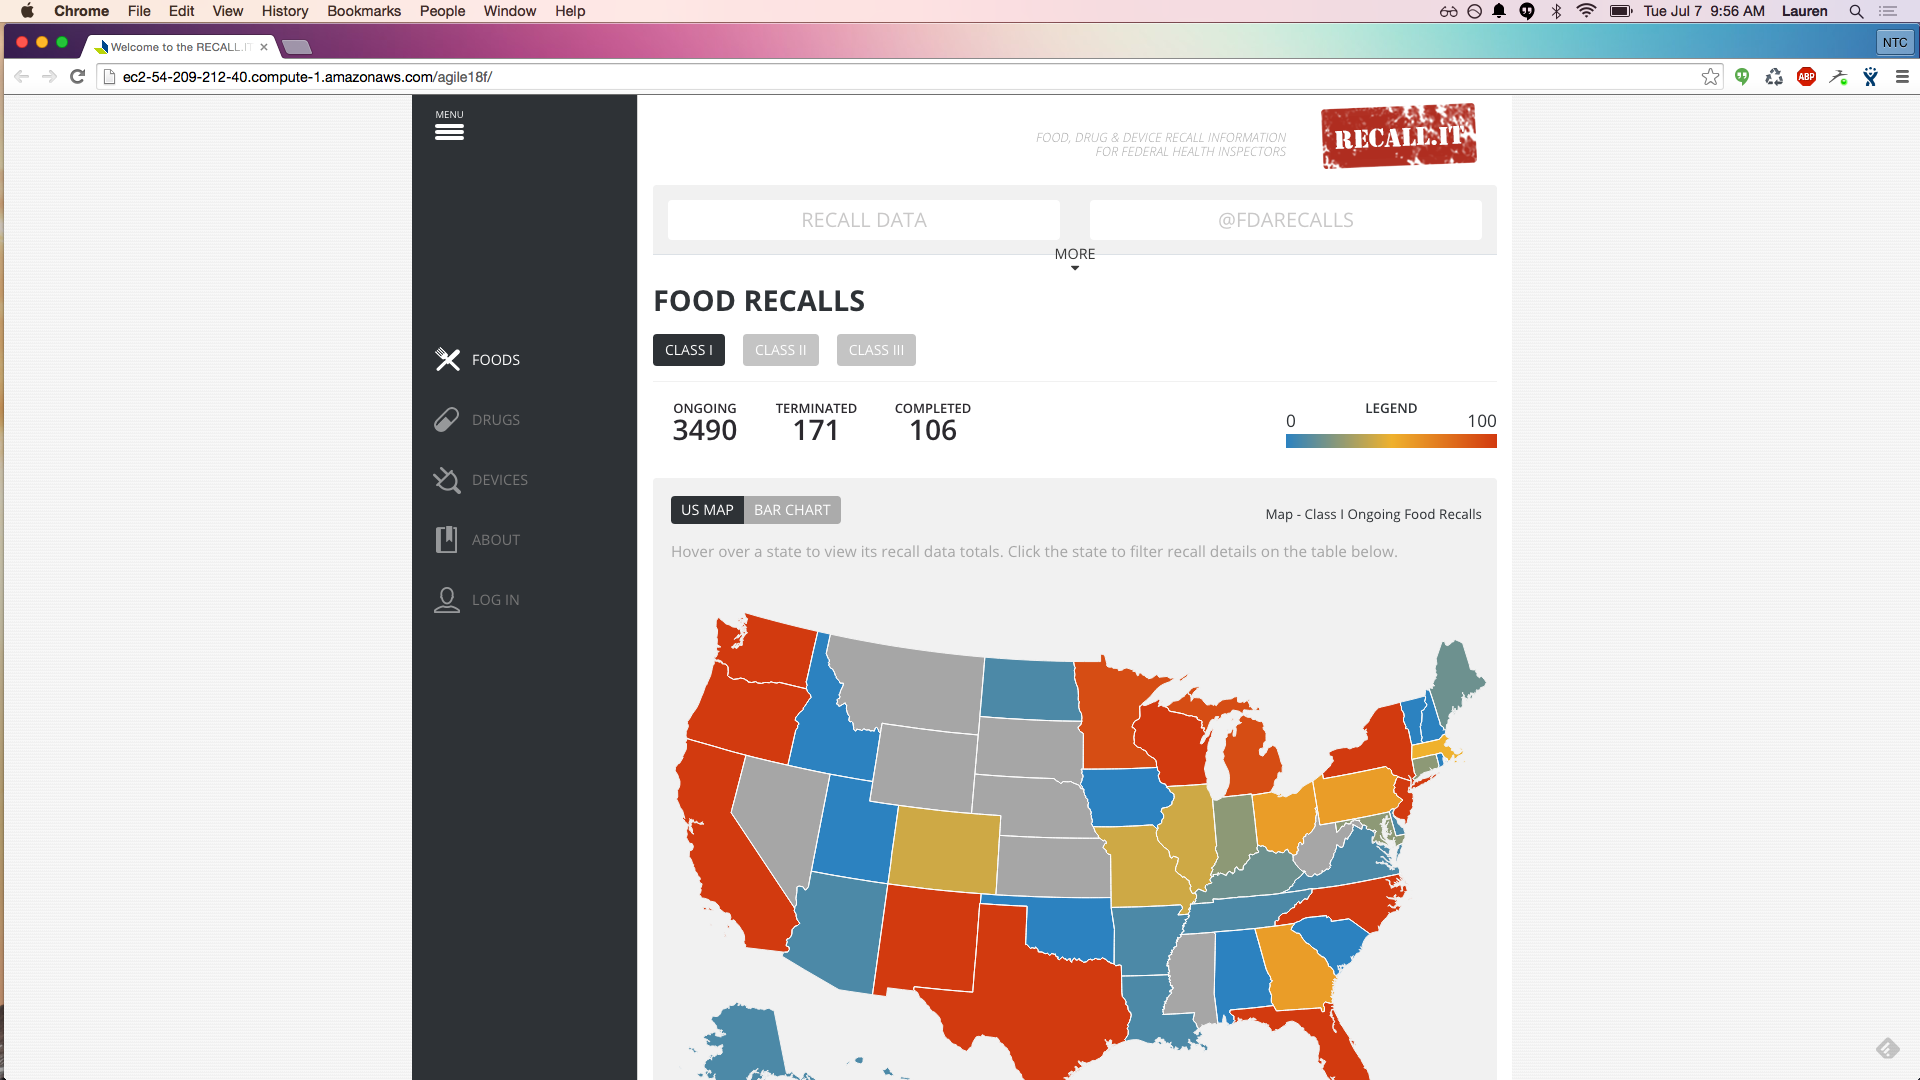 Chrome File Edit View History Bookmarks People Window Help Tue Jul 7 9:56 AM Lauren
Welcome to the RECALL.IT
NTC
ec2-54-209-212-40.compute-1.amazonaws.com/agile18f/
ABP
MENU
FOOD, DRUG & DEVICE RECALL INFORMATION
FOR FEDERAL HEALTH INSPECTORS
RECALL.IT
RECALL DATA @FDARECALLS
MORE
FOOD RECALLS
CLASS I CLASS II CLASS III
FOODS
DRUGS
DEVICES
ABOUT
LOG IN
ONGOING TERMINATED COMPLETED LEGEND
3490 171 106 0 100
US MAP BAR CHART
Map - Class I Ongoing Food Recalls
Hover over a state to view its recall data totals. Click the state to filter recall details on the table below.